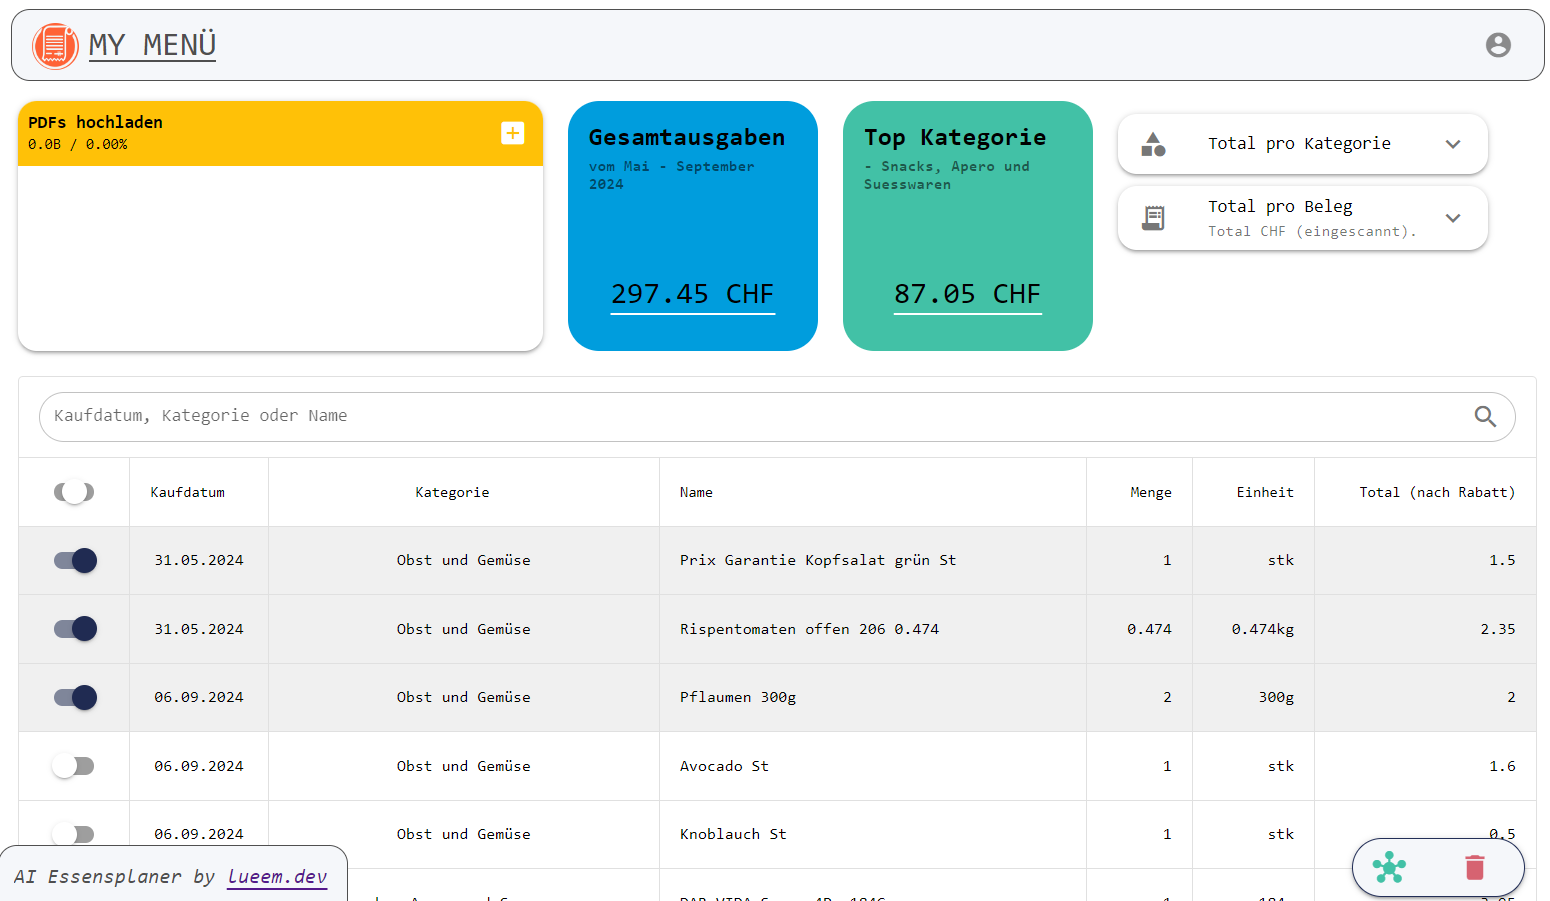 MY MENÜ
PDFs hochladen
0.0B / 0.00%
Gesamtausgaben
vom Mai - September
2024
297.45 CHF
Top Kategorie
- Snacks, Apero und
Suesswaren
87.05 CHF
Total pro Kategorie
Total pro Beleg
Total CHF (eingescannt).
Kaufdatum, Kategorie oder Name
Kaufdatum Kategorie Name Menge Einheit Total (nach Rabatt)
31.05.2024 Obst und Gemüse Prix Garantie Kopfsalat grün St 1 stk 1.5
31.05.2024 Obst und Gemüse Rispentomaten offen 206 0.474 0.474 0.474kg 2.35
06.09.2024 Obst und Gemüse Pflaumen 300g 2 300g 2
06.09.2024 Obst und Gemüse Avocado St 1 stk 1.6
06.09.2024 Obst und Gemüse Knoblauch St 1 stk 0.5
AI Essensplaner by lueem.dev